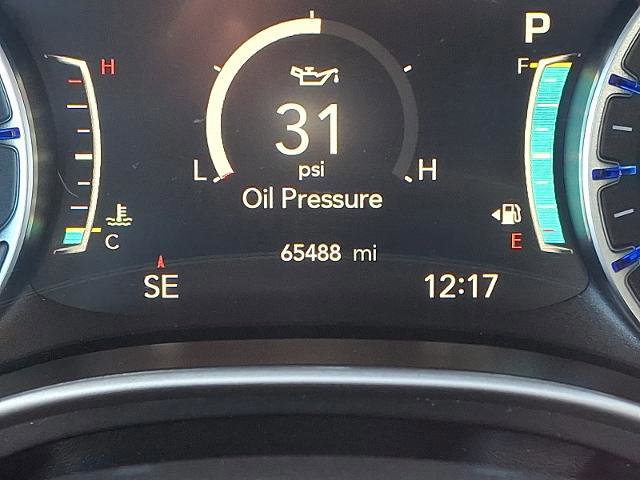 P
H
F
31
psi
L
H
Oil Pressure
C
E
65488 mi
SE
12:17